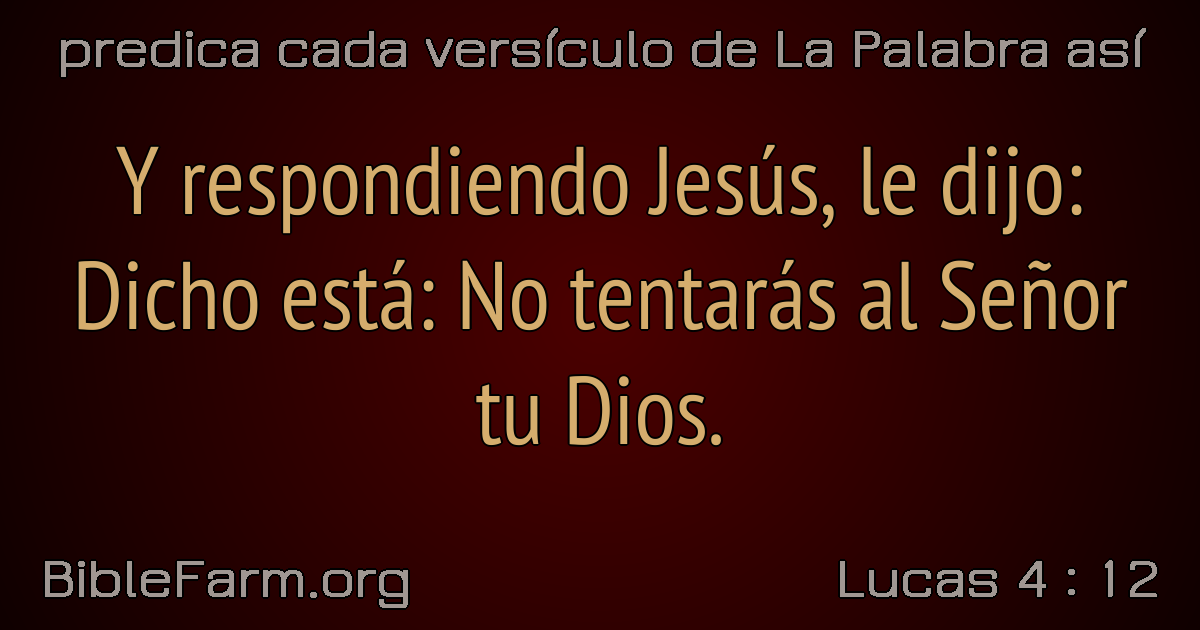 predica cada versículo de La Palabra así
Y respondiendo Jesús, le dijo:
Dicho está: No tentarás al Señor
tu Dios.
BibleFarm.org
Lucas 4 : 12